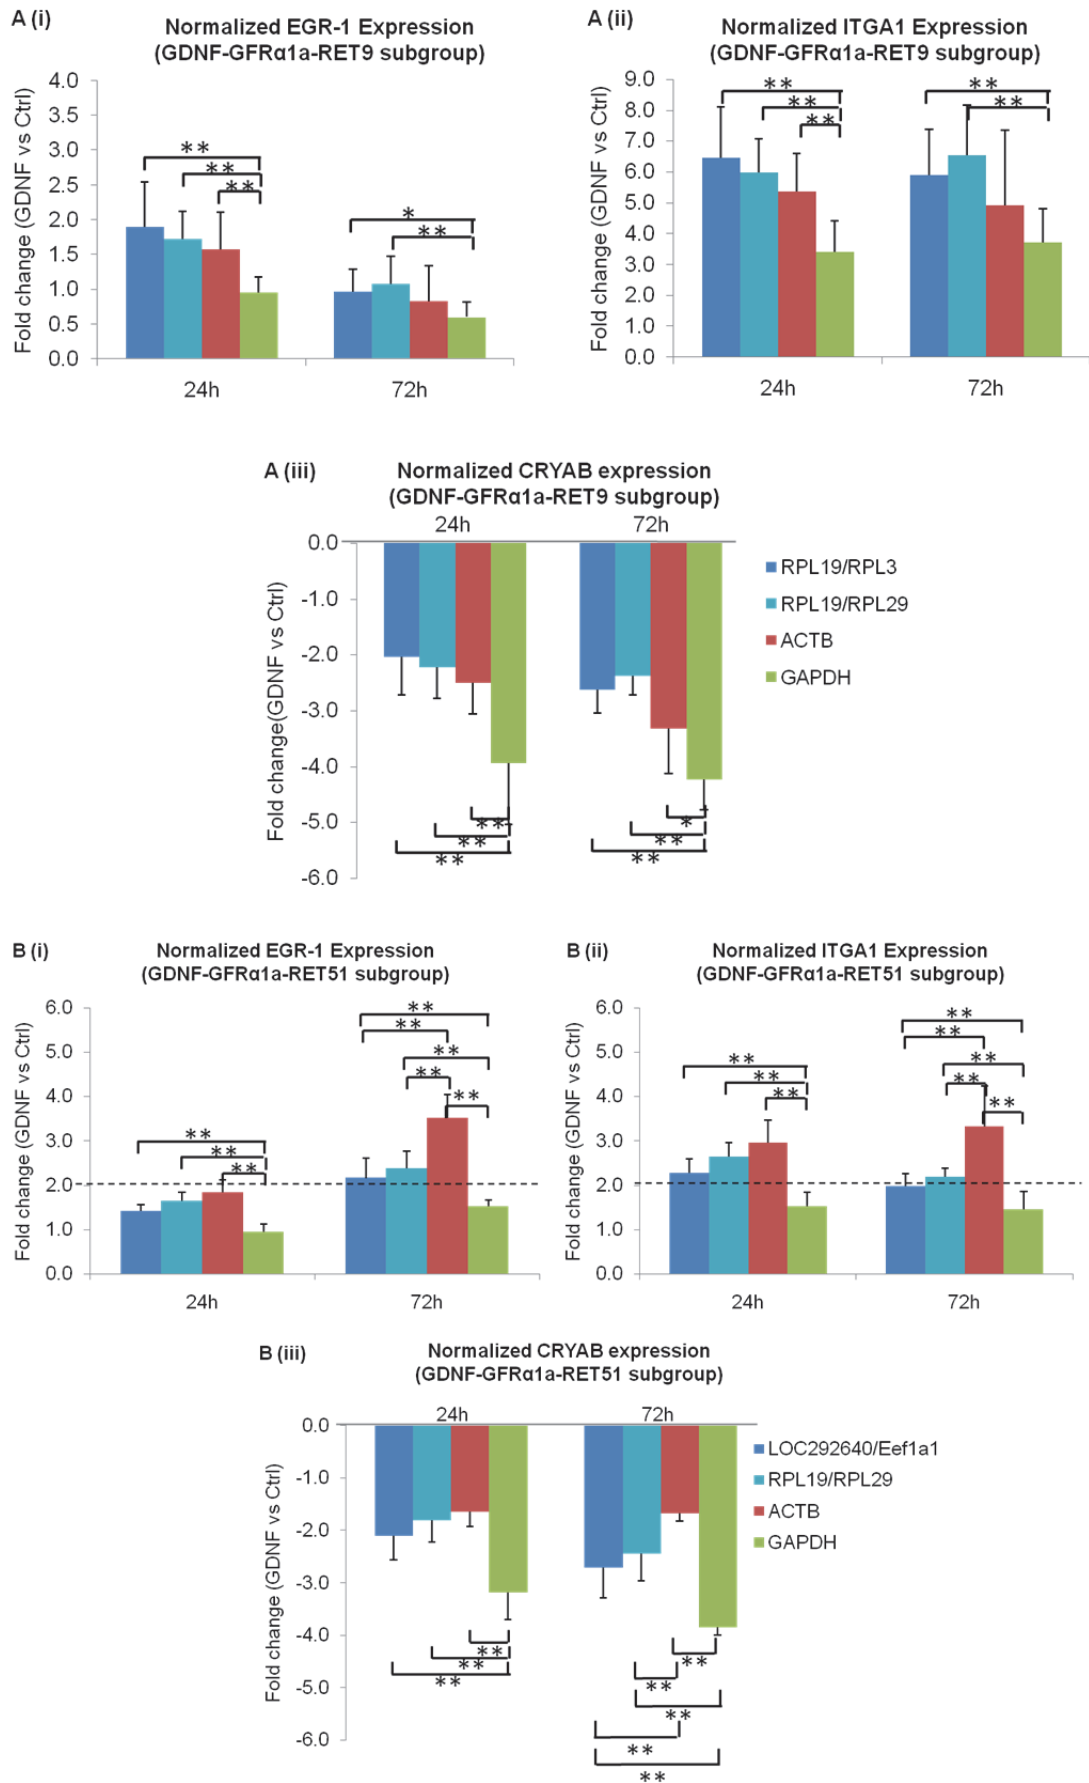 A (i)
Normalized EGR-1 Expression
(GDNF-GFRα1a-RET9 subgroup)
Fold change (GDNF vs Ctrl)
4.0
3.5
3.0
2.5
2.0
1.5
1.0
0.5
0.0
**
**
**
*
**
24h
72h
A (ii)
Normalized ITGA1 Expression
(GDNF-GFRα1a-RET9 subgroup)
Fold change (GDNF vs Ctrl)
9.0
8.0
7.0
6.0
5.0
4.0
3.0
2.0
1.0
0.0
**
**
**
**
**
24h
72h
A (iii)
Normalized CRYAB expression
(GDNF-GFRα1a-RET9 subgroup)
24h
72h
Fold change(GDNF vs Ctrl)
0.0
-1.0
-2.0
-3.0
-4.0
-5.0
-6.0
**
**
**
*
**
**
RPL19/RPL3
RPL19/RPL29
ACTB
GAPDH
B (i)
Normalized EGR-1 Expression
(GDNF-GFRα1a-RET51 subgroup)
Fold change (GDNF vs Ctrl)
6.0
5.0
4.0
3.0
2.0
1.0
0.0
**
**
**
**
**
**
**
**
24h
72h
B (ii)
Normalized ITGA1 Expression
(GDNF-GFRα1a-RET51 subgroup)
Fold change (GDNF vs Ctrl)
6.0
5.0
4.0
3.0
2.0
1.0
0.0
**
**
**
**
**
**
**
**
24h
72h
B (iii)
Normalized CRYAB expression
(GDNF-GFRα1a-RET51 subgroup)
24h
72h
Fold change (GDNF vs Ctrl)
0.0
-1.0
-2.0
-3.0
-4.0
-5.0
-6.0
**
**
**
**
**
**
**
**
LOC292640/Eef1a1
RPL19/RPL29
ACTB
GAPDH